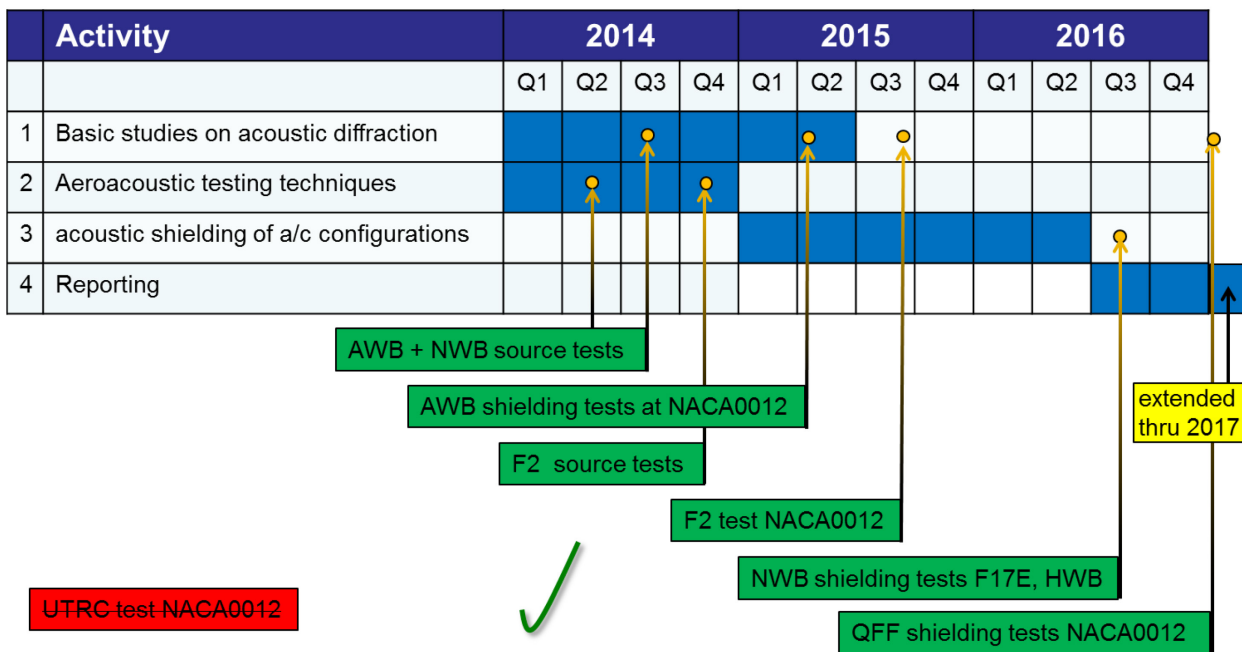 Activity 2014 2015 2016
Q1 Q2 Q3 Q4 Q1 Q2 Q3 Q4 Q1 Q2 Q3 Q4
1 Basic studies on acoustic diffraction
2 Aeroacoustic testing techniques
3 acoustic shielding of a/c configurations
4 Reporting
AWB + NWB source tests
AWB shielding tests at NACA0012
extended
thru 2017
F2 source tests
F2 test NACA0012
NWB shielding tests F17E, HWB
UTRC test NACA0012
QFF shielding tests NACA0012